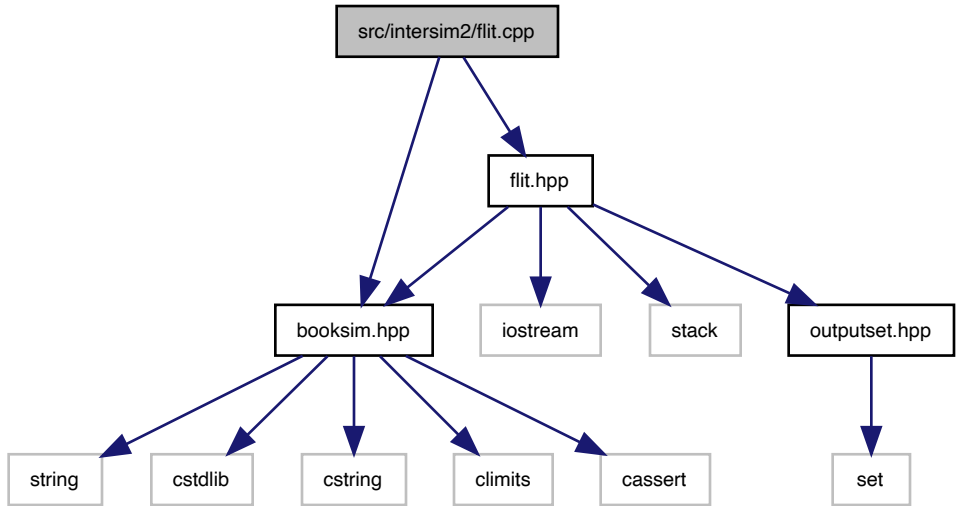 src/intersim2/flit.cpp
flit.hpp
booksim.hpp
iostream
stack
outputset.hpp
string
cstdlib
cstring
climits
cassert
set